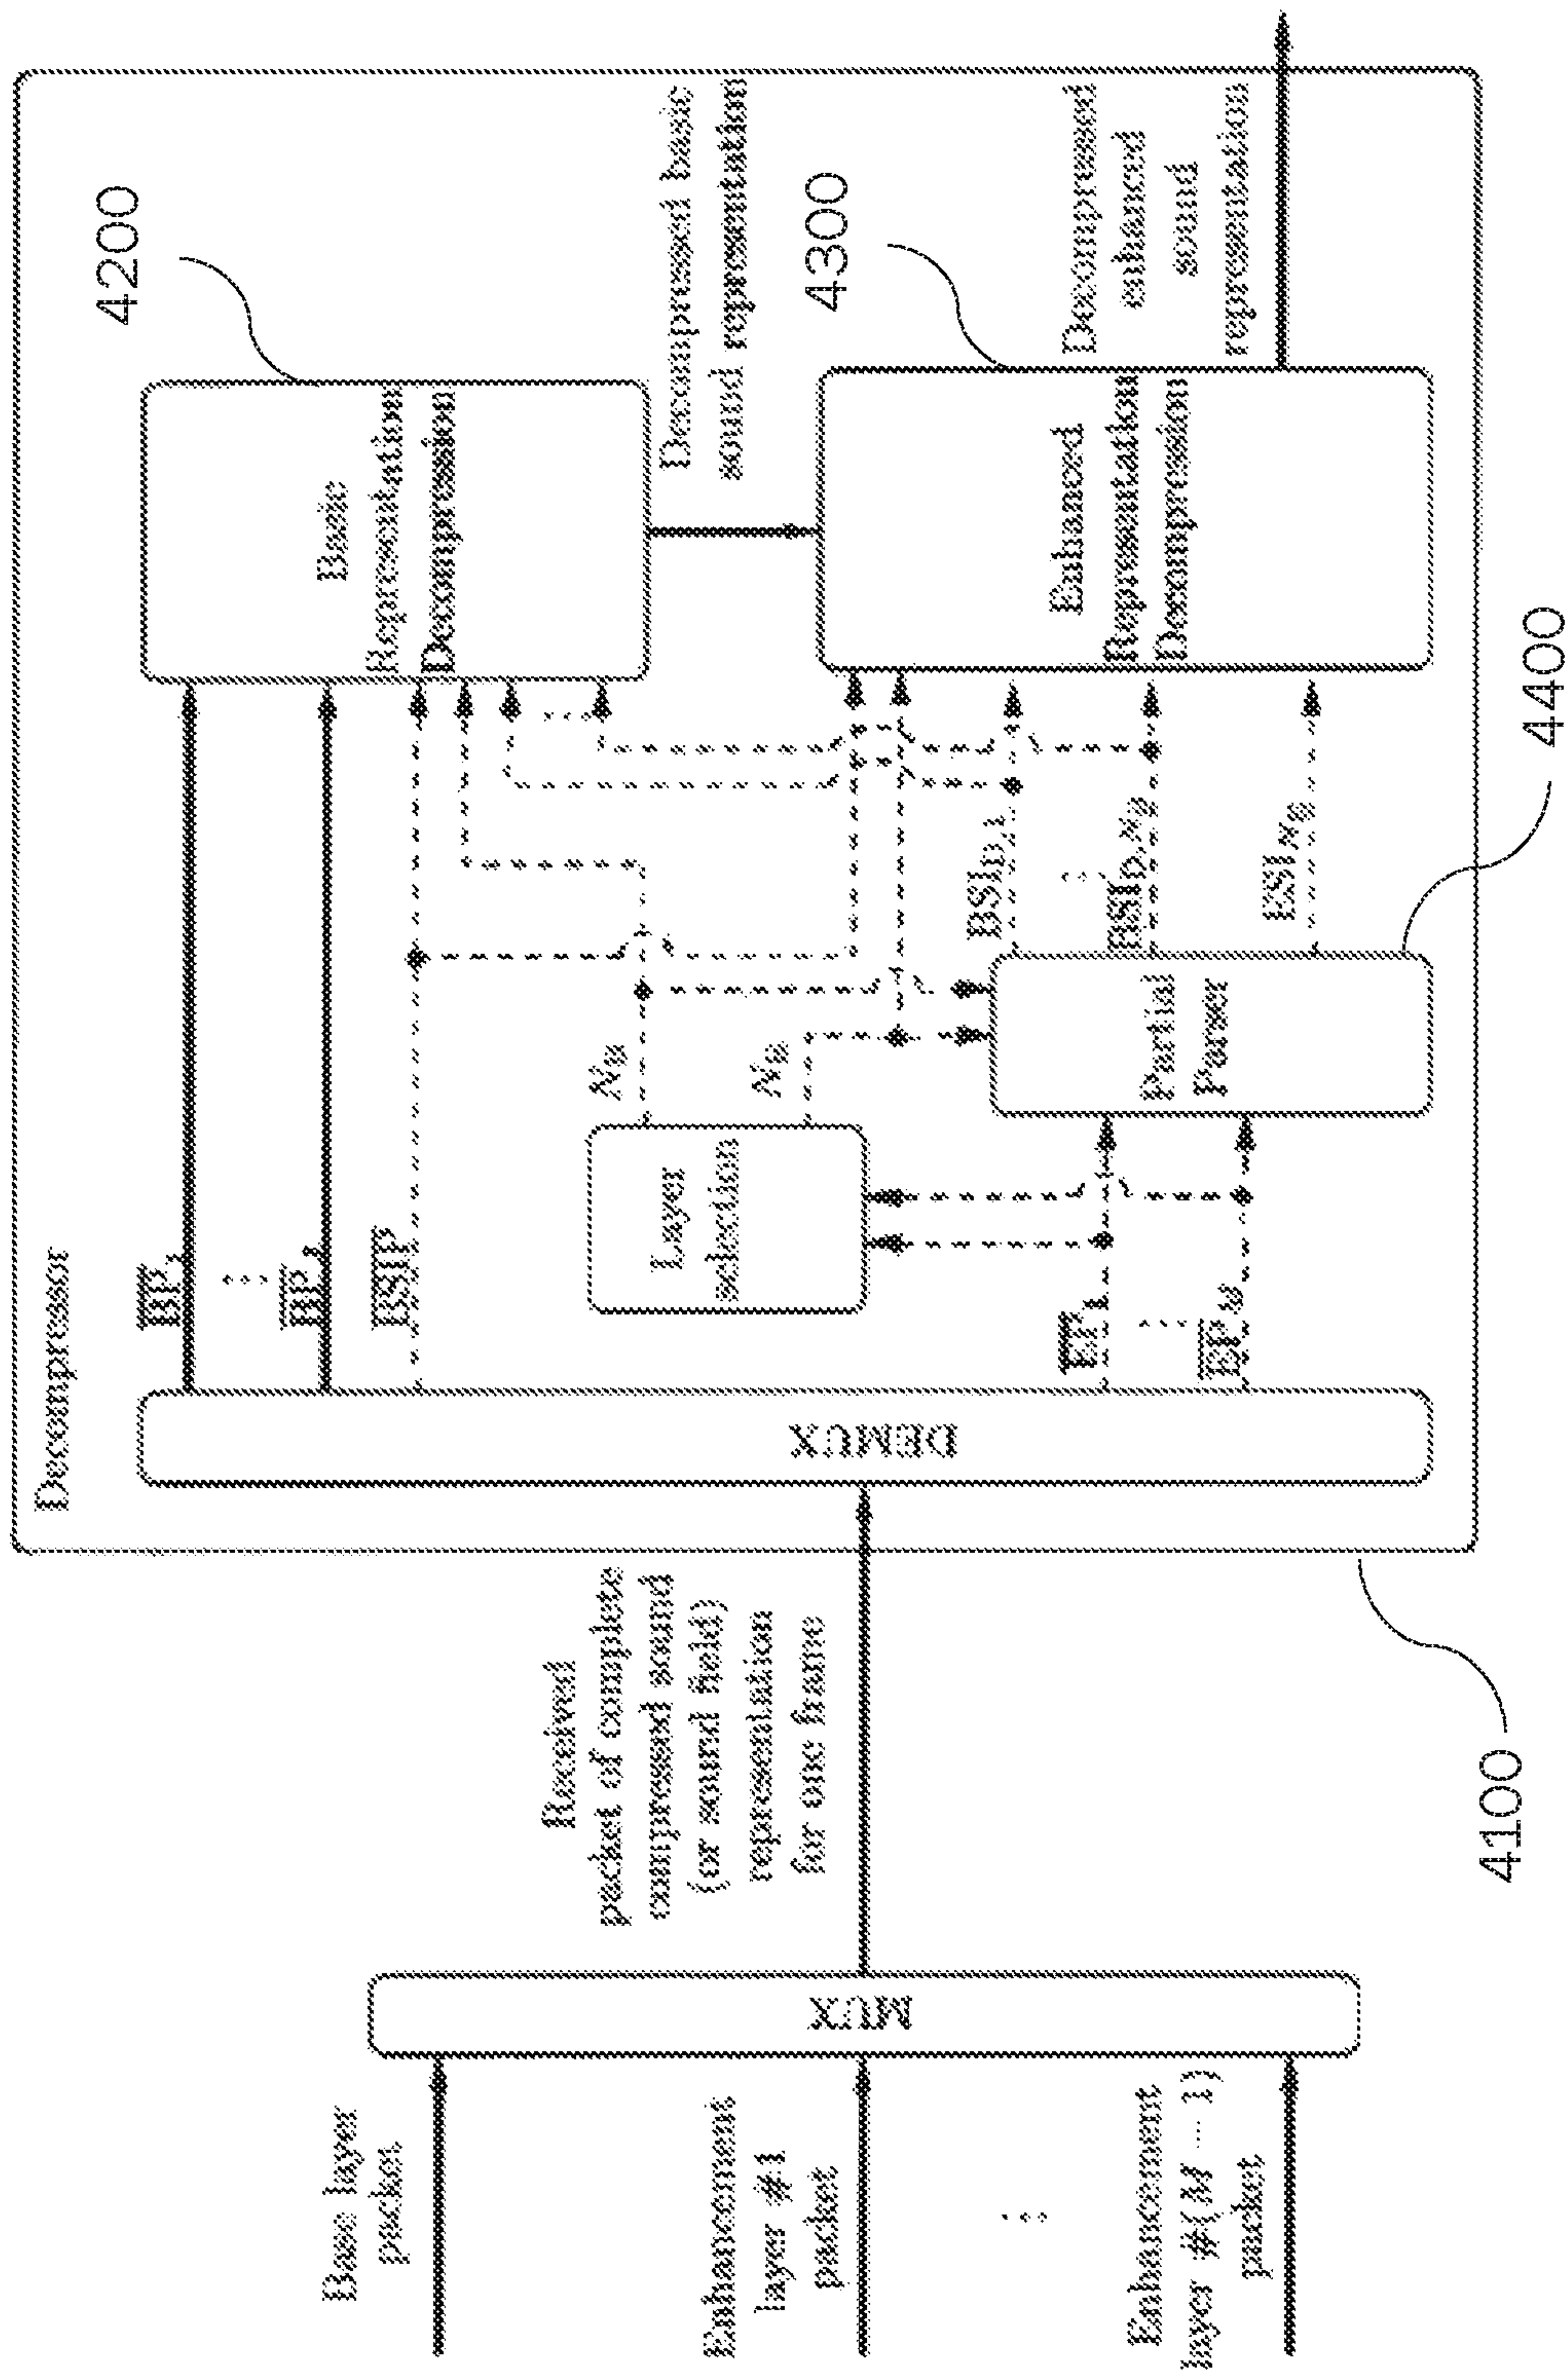 Base layer
packet
Enhancement
layer #1
packet
⋮
Enhancement
layer #(M − 1)
packet
MUX
Received
packet of complete
compressed sound
(or sound field)
representation
for one frame
4100
Decompressor
DEMUX
⋮
Layer
selection
Partial
Parser
4400
Basic
Representation
Decompression
4200
Decompressed basic
sound representation
Enhanced
Representation
Decompression
4300
Decompressed
enhanced
sound
representation